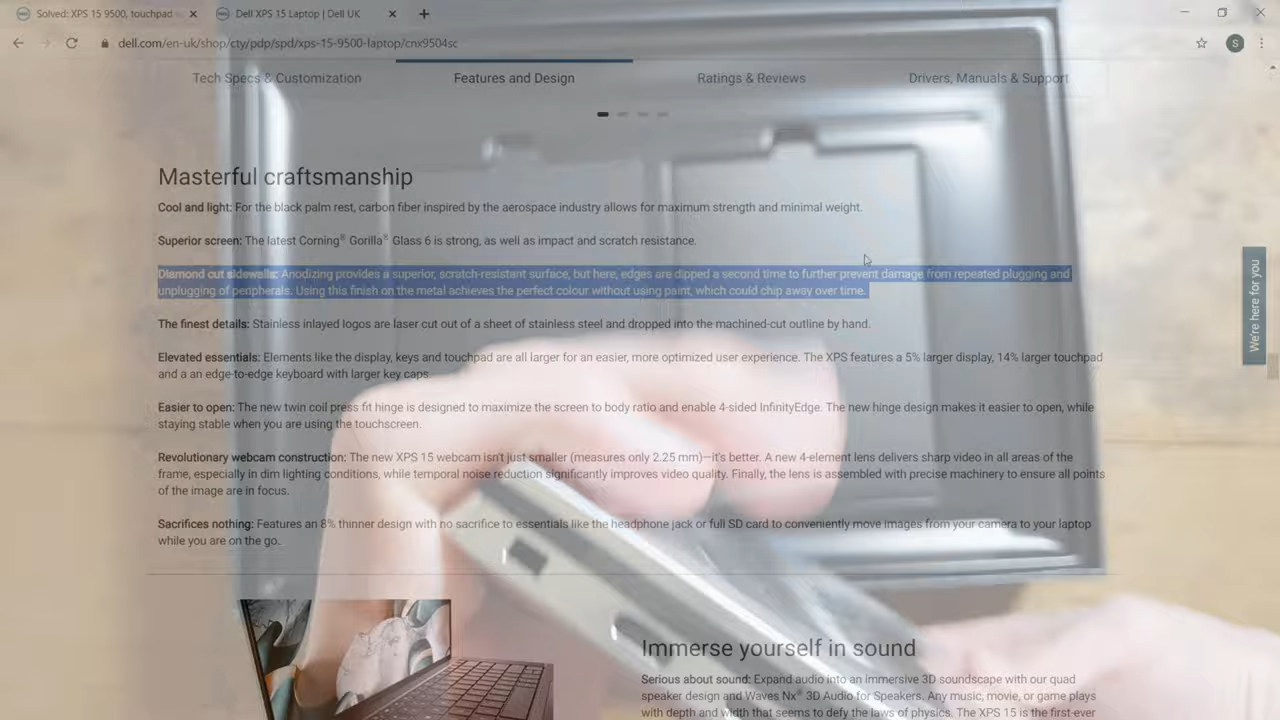 Solved: XPS 15 9500, touchpad
Dell XPS 15 Laptop | Dell UK
dell.com/en-uk/shop/cty/pdp/spd/xps-15-9500-laptop/cnx9504sc
S
Tech Specs & Customization
Features and Design
Ratings & Reviews
Drivers, Manuals & Support
Masterful craftsmanship
Cool and light: For the black palm rest, carbon fiber inspired by the aerospace industry allows for maximum strength and minimal weight.
Superior screen: The latest Corning® Gorilla® Glass 6 is strong, as well as impact and scratch resistance.
Diamond cut sidewalls: Anodizing provides a superior, scratch-resistant surface, but here, edges are dipped a second time to further prevent damage from repeated plugging and
unplugging of peripherals. Using this finish on the metal achieves the perfect colour without using paint, which could chip away over time.
The finest details: Stainless inlayed logos are laser cut out of a sheet of stainless steel and dropped into the machined-cut outline by hand.
Elevated essentials: Elements like the display, keys and touchpad are all larger for an easier, more optimized user experience. The XPS features a 5% larger display, 14% larger touchpad
and a an edge-to-edge keyboard with larger key caps.
Easier to open: The new twin coil press fit hinge is designed to maximize the screen to body ratio and enable 4-sided InfinityEdge. The new hinge design makes it easier to open, while
staying stable when you are using the touchscreen.
Revolutionary webcam construction: The new XPS 15 webcam isn't just smaller (measures only 2.25 mm)—it's better. A new 4-element lens delivers sharp video in all areas of the
frame, especially in dim lighting conditions, while temporal noise reduction significantly improves video quality. Finally, the lens is assembled with precise machinery to ensure all points
of the image are in focus.
Sacrifices nothing: Features an 8% thinner design with no sacrifice to essentials like the headphone jack or full SD card to conveniently move images from your camera to your laptop
while you are on the go.
We're here for you
Immerse yourself in sound
Serious about sound: Expand audio into an immersive 3D soundscape with our quad
speaker design and Waves Nx® 3D Audio for Speakers. Any music, movie, or game plays
with depth and width that seems to defy the laws of physics. The XPS 15 is the first-ever